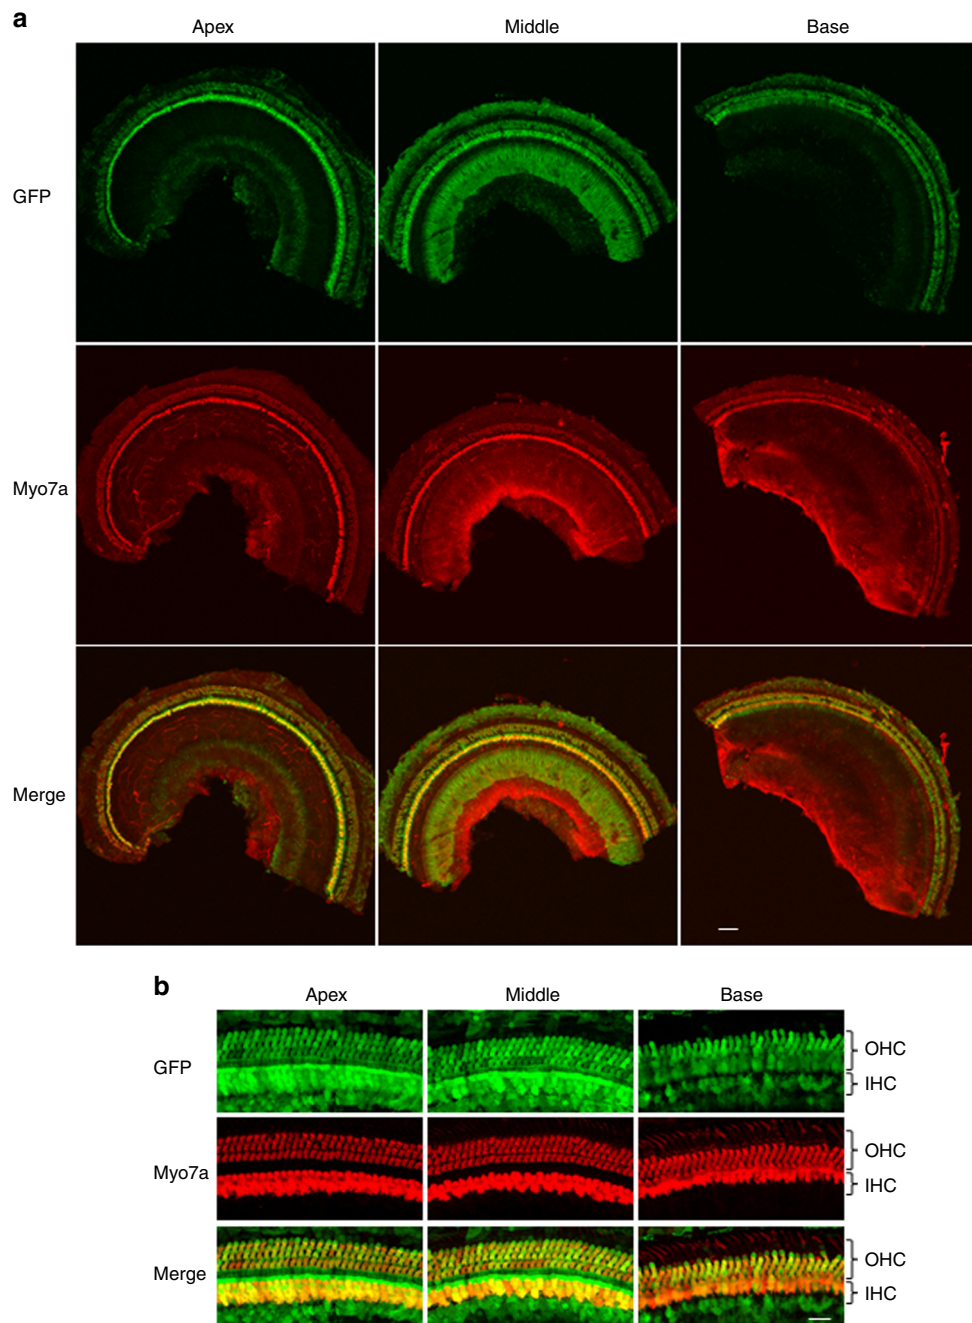 a
Apex Middle Base
GFP
Myo7a
Merge
b
Apex Middle Base
GFP OHC
IHC
Myo7a OHC
IHC
Merge OHC
IHC